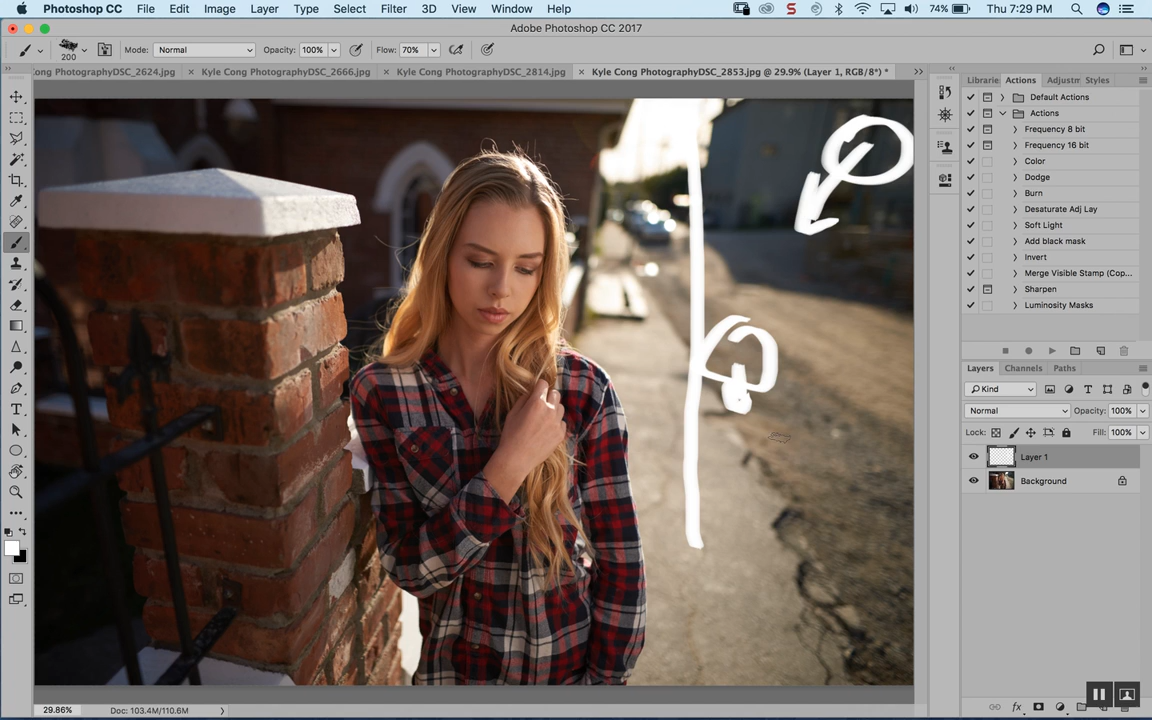 Photoshop CC File Edit Image Layer Type Select Filter 3D View Window Help 74% Thu 7:29 PM
Adobe Photoshop CC 2017
200 Mode: Normal Opacity: 100% Flow: 70%
ong PhotographyDSC_2624.jpg × Kyle Cong PhotographyDSC_2666.jpg × Kyle Cong PhotographyDSC_2814.jpg × Kyle Cong PhotographyDSC_2853.jpg @ 29.9% (Layer 1, RGB/8*) *
Librarie Actions Adjustm Styles
Default Actions
Actions
Frequency 8 bit
Frequency 16 bit
Color
Dodge
Burn
Desaturate Adj Lay
Soft Light
Add black mask
Invert
Merge Visible Stamp (Cop...
Sharpen
Luminosity Masks
Layers Channels Paths
Kind
Normal Opacity: 100%
Lock: Fill: 100%
Layer 1
Background
fx
29.86% Doc: 103.4M/110.6M